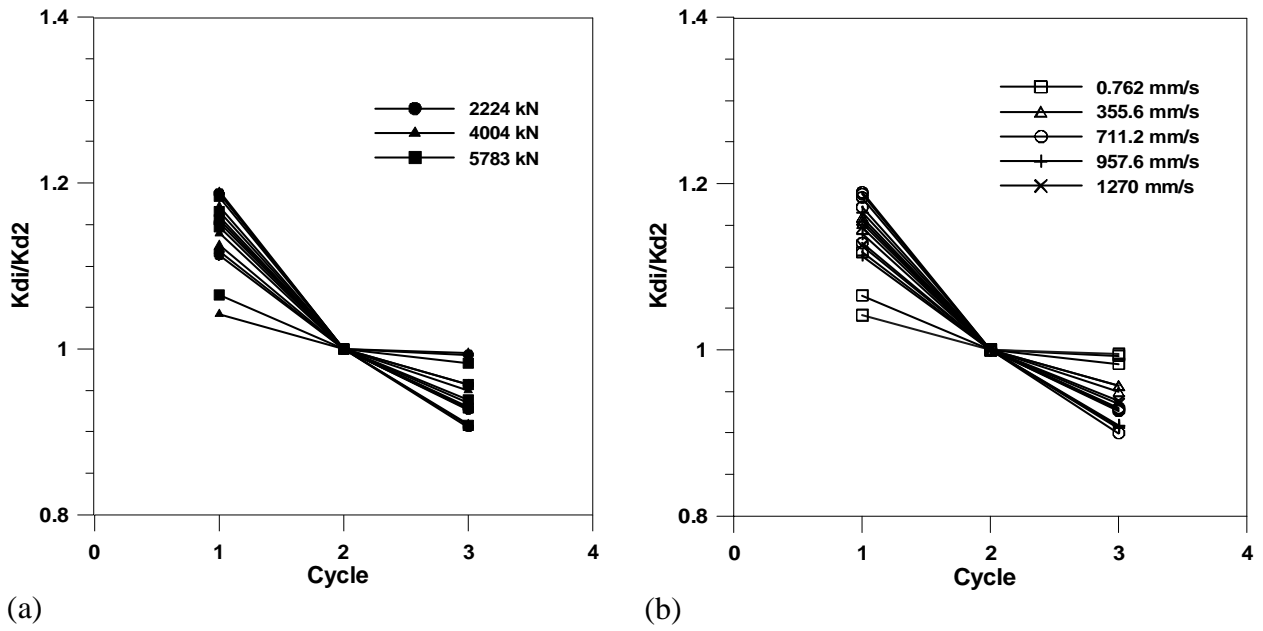 1.4
1.2
1
0.8
Kdi/Kd2
2224 kN
4004 kN
5783 kN
0
1
2
3
4
Cycle
(a)
1.4
1.2
1
0.8
Kdi/Kd2
0.762 mm/s
355.6 mm/s
711.2 mm/s
957.6 mm/s
1270 mm/s
0
1
2
3
4
Cycle
(b)